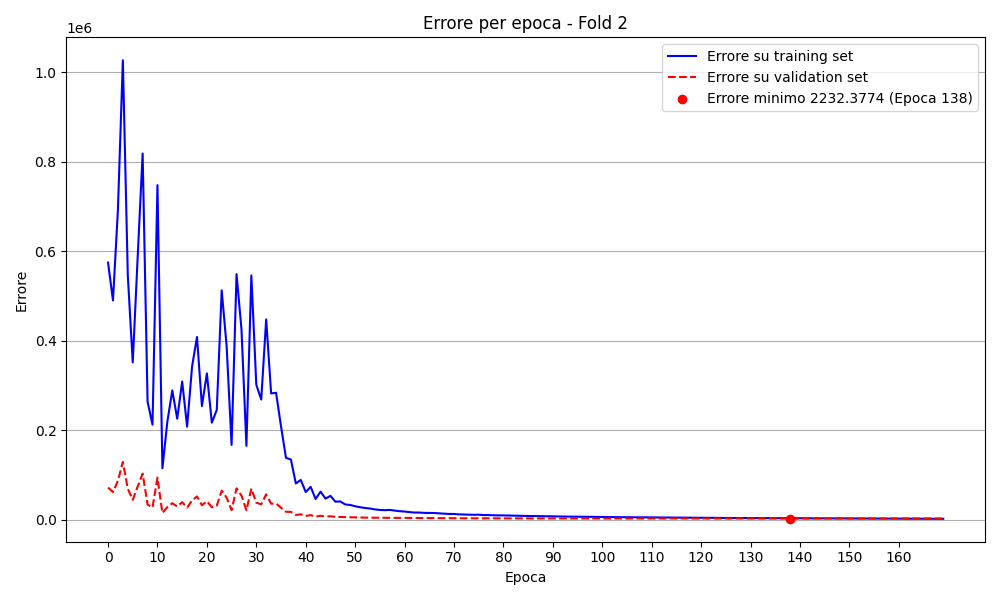 Errore per epoca - Fold 2
1e6
1.0
0.8
0.6
0.4
0.2
0.0
Errore
Errore su training set
Errore su validation set
Errore minimo 2232.3774 (Epoca 138)
0 10 20 30 40 50 60 70 80 90 100 110 120 130 140 150 160
Epoca